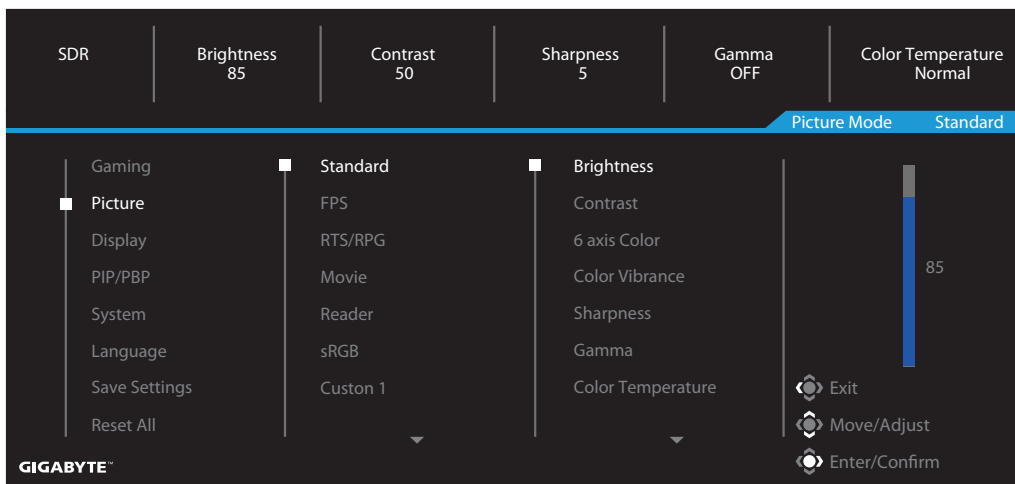 SDR
Brightness
85
Contrast
50
Sharpness
5
Gamma
OFF
Color Temperature
Normal
Picture Mode Standard
Gaming
Picture
Display
PIP/PBP
System
Language
Save Settings
Reset All
Standard
FPS
RTS/RPG
Movie
Reader
sRGB
Custon 1
Brightness
Contrast
6 axis Color
Color Vibrance
Sharpness
Gamma
Color Temperature
85
Exit
Move/Adjust
Enter/Confirm
GIGABYTE™